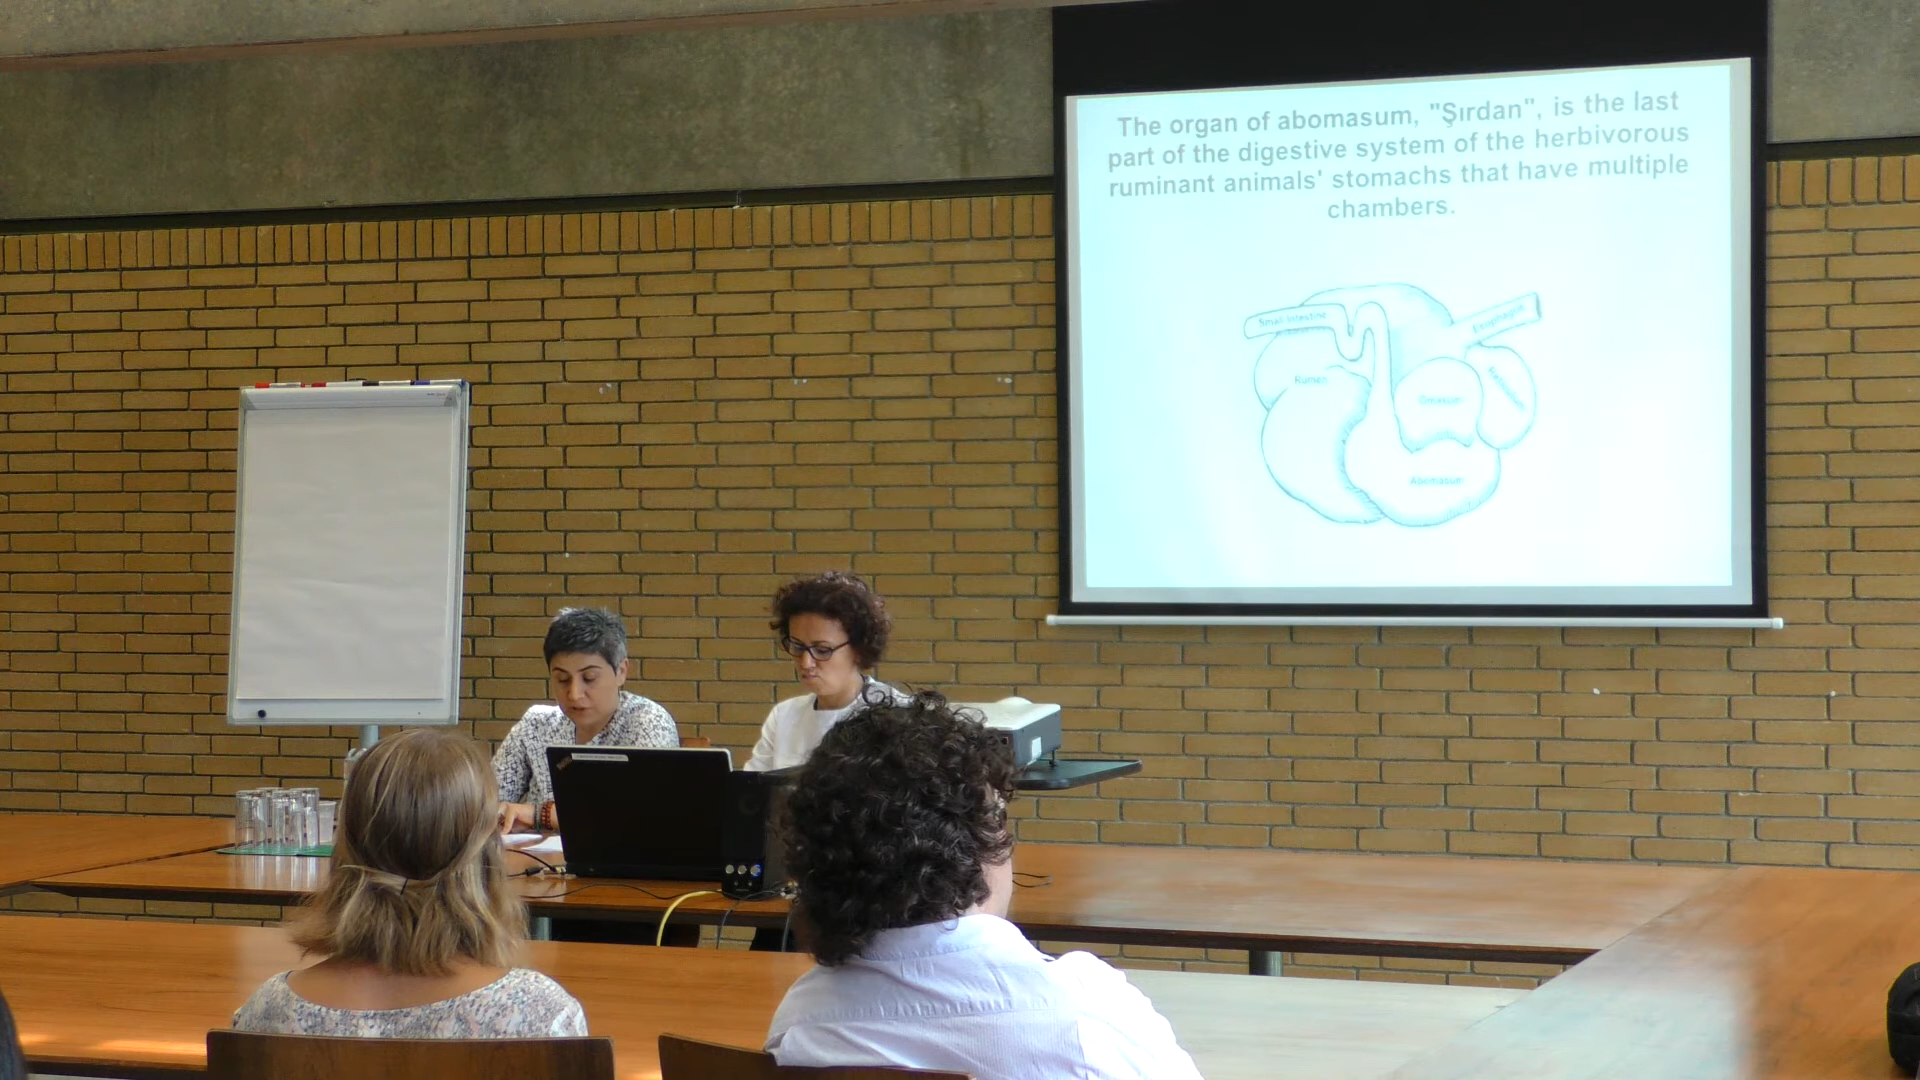 The organ of abomasum, "Şırdan", is the last
part of the digestive system of the herbivorous
ruminant animals' stomachs that have multiple
chambers.
Small Intestine
Esophagus
Rumen
Omasum
Abomasum